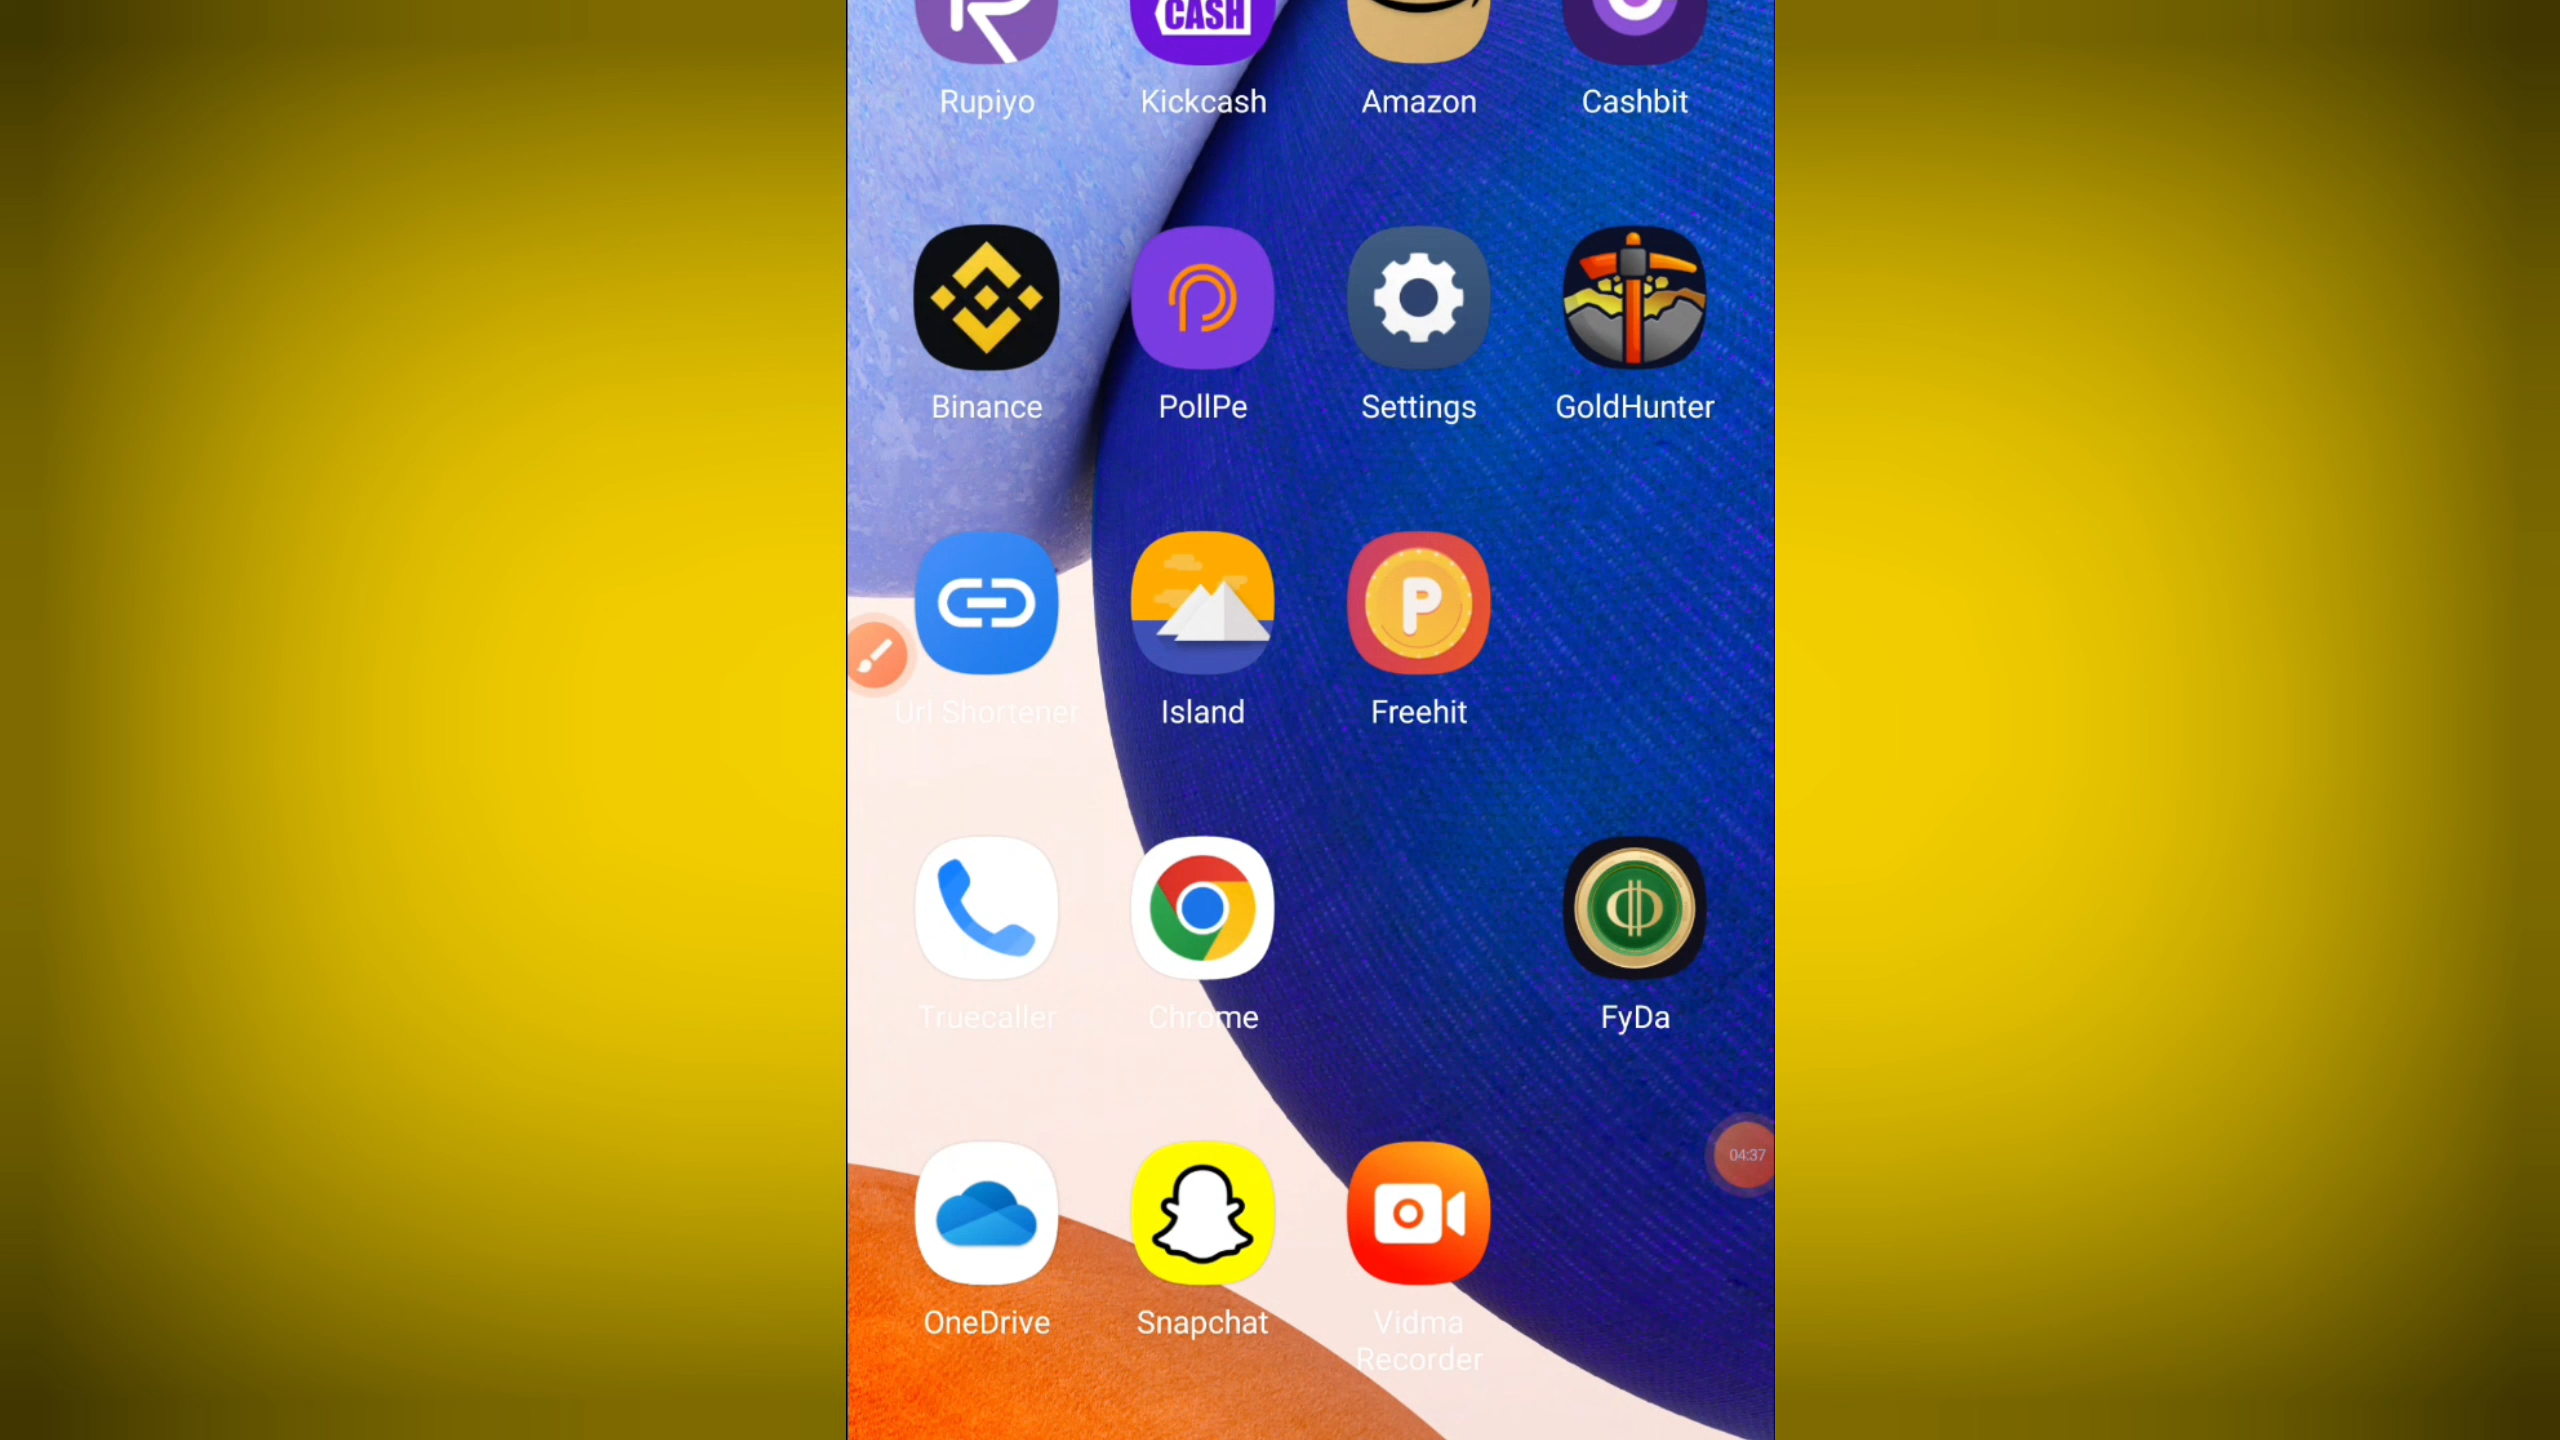 CASH
Rupiyo
Kickcash
Amazon
Cashbit
Binance
PollPe
Settings
GoldHunter
P
Url Shortener
Island
Freehit
Truecaller
Chrome
FyDa
04:37
OneDrive
Snapchat
Vidma
Recorder